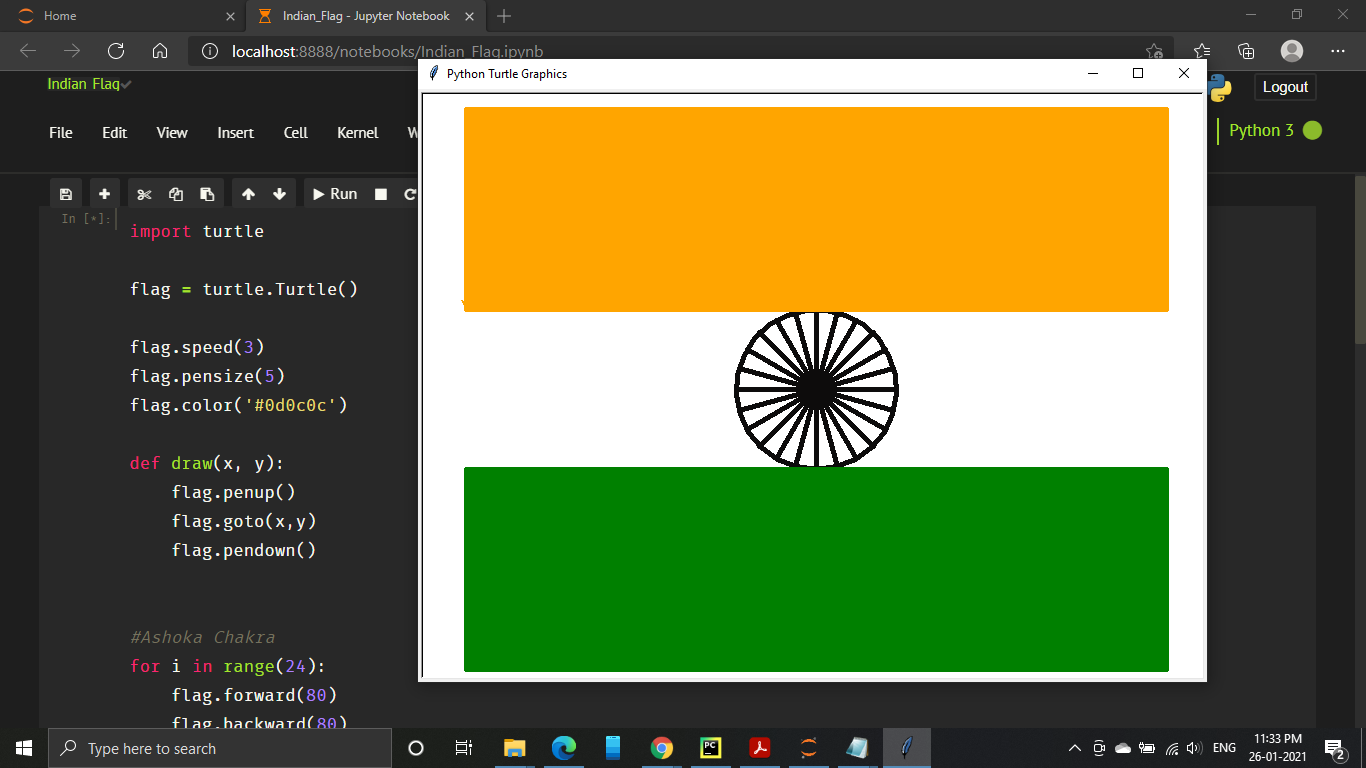 Home
Indian_Flag - Jupyter Notebook
localhost:8888/notebooks/Indian_Flag.ipynb
Python Turtle Graphics
Indian Flag
Logout
File Edit View Insert Cell Kernel W
Python 3
Run
In [*]:
import turtle
flag = turtle.Turtle()
flag.speed(3)
flag.pensize(5)
flag.color('#0d0c0c')
def draw(x, y):
flag.penup()
flag.goto(x,y)
flag.pendown()
#Ashoka Chakra
for i in range(24):
flag.forward(80)
flag.backward(80)
Type here to search
PC
ENG
11:33 PM
26-01-2021
2